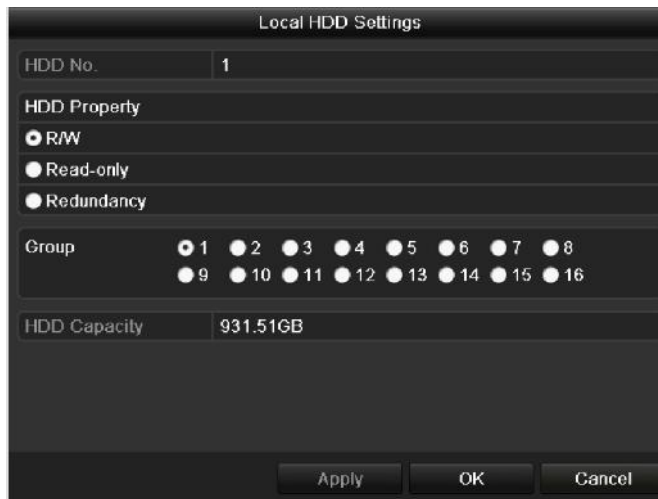 Local HDD Settings
HDD No. 1
HDD Property
R/W
Read-only
Redundancy
Group 1 2 3 4 5 6 7 8
9 10 11 12 13 14 15 16
HDD Capacity 931.51GB
Apply OK Cancel